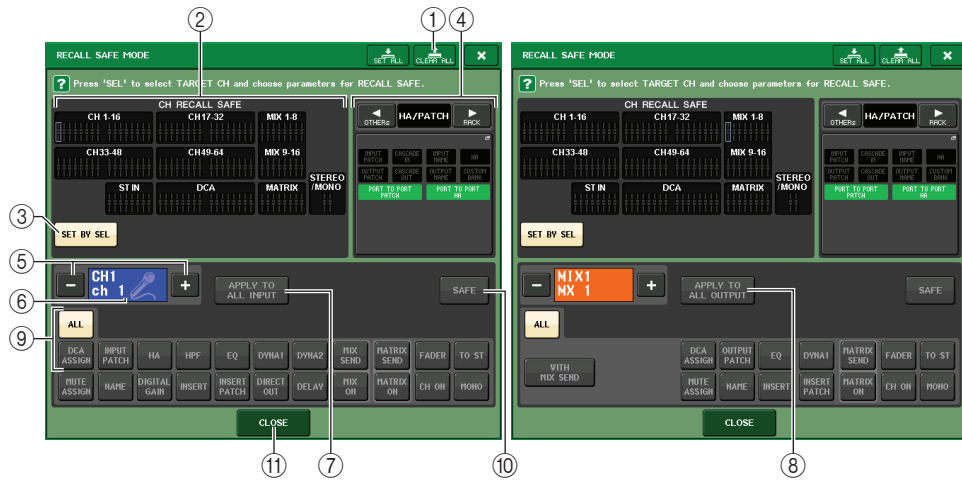 ② ① ④
RECALL SAFE MODE SET ALL CLEAR ALL ×
? Press 'SEL' to select TARGET CH and choose parameters for RECALL SAFE.
CH RECALL SAFE
CH 1-16 CH17-32 MIX 1-8
CH33-48 CH49-64 MIX 9-16
STEREO
/MONO
ST IN DCA MATRIX
③ SET BY SEL
OTHERs HA/PATCH RACK
INPUT PATCH CASCADE IN INPUT NAME HA
OUTPUT PATCH CASCADE OUT OUTPUT NAME CUSTOM BANK
PORT TO PORT PATCH PORT TO PORT HA
⑤ − CH1 +
⑥ ch 1
APPLY TO
ALL INPUT
SAFE
⑨ ALL
DCA ASSIGN INPUT PATCH HA HPF EQ DYNA1 DYNA2 MIX SEND MATRIX SEND FADER TO ST
MUTE ASSIGN NAME DIGITAL GAIN INSERT INSERT PATCH DIRECT OUT DELAY MIX ON MATRIX ON CH ON MONO
CLOSE
⑪ ⑦ ⑩
RECALL SAFE MODE SET ALL CLEAR ALL ×
? Press 'SEL' to select TARGET CH and choose parameters for RECALL SAFE.
CH RECALL SAFE
CH 1-16 CH17-32 MIX 1-8
CH33-48 CH49-64 MIX 9-16
STEREO
/MONO
ST IN DCA MATRIX
SET BY SEL
OTHERs HA/PATCH RACK
INPUT PATCH CASCADE IN INPUT NAME HA
OUTPUT PATCH CASCADE OUT OUTPUT NAME CUSTOM BANK
PORT TO PORT PATCH PORT TO PORT HA
− MIX1 +
MX 1
APPLY TO
ALL OUTPUT
SAFE
ALL
WITH
MIX SEND
DCA ASSIGN OUTPUT PATCH EQ DYNA1 MATRIX SEND FADER TO ST
MUTE ASSIGN NAME INSERT INSERT PATCH MATRIX ON CH ON MONO
CLOSE
⑧